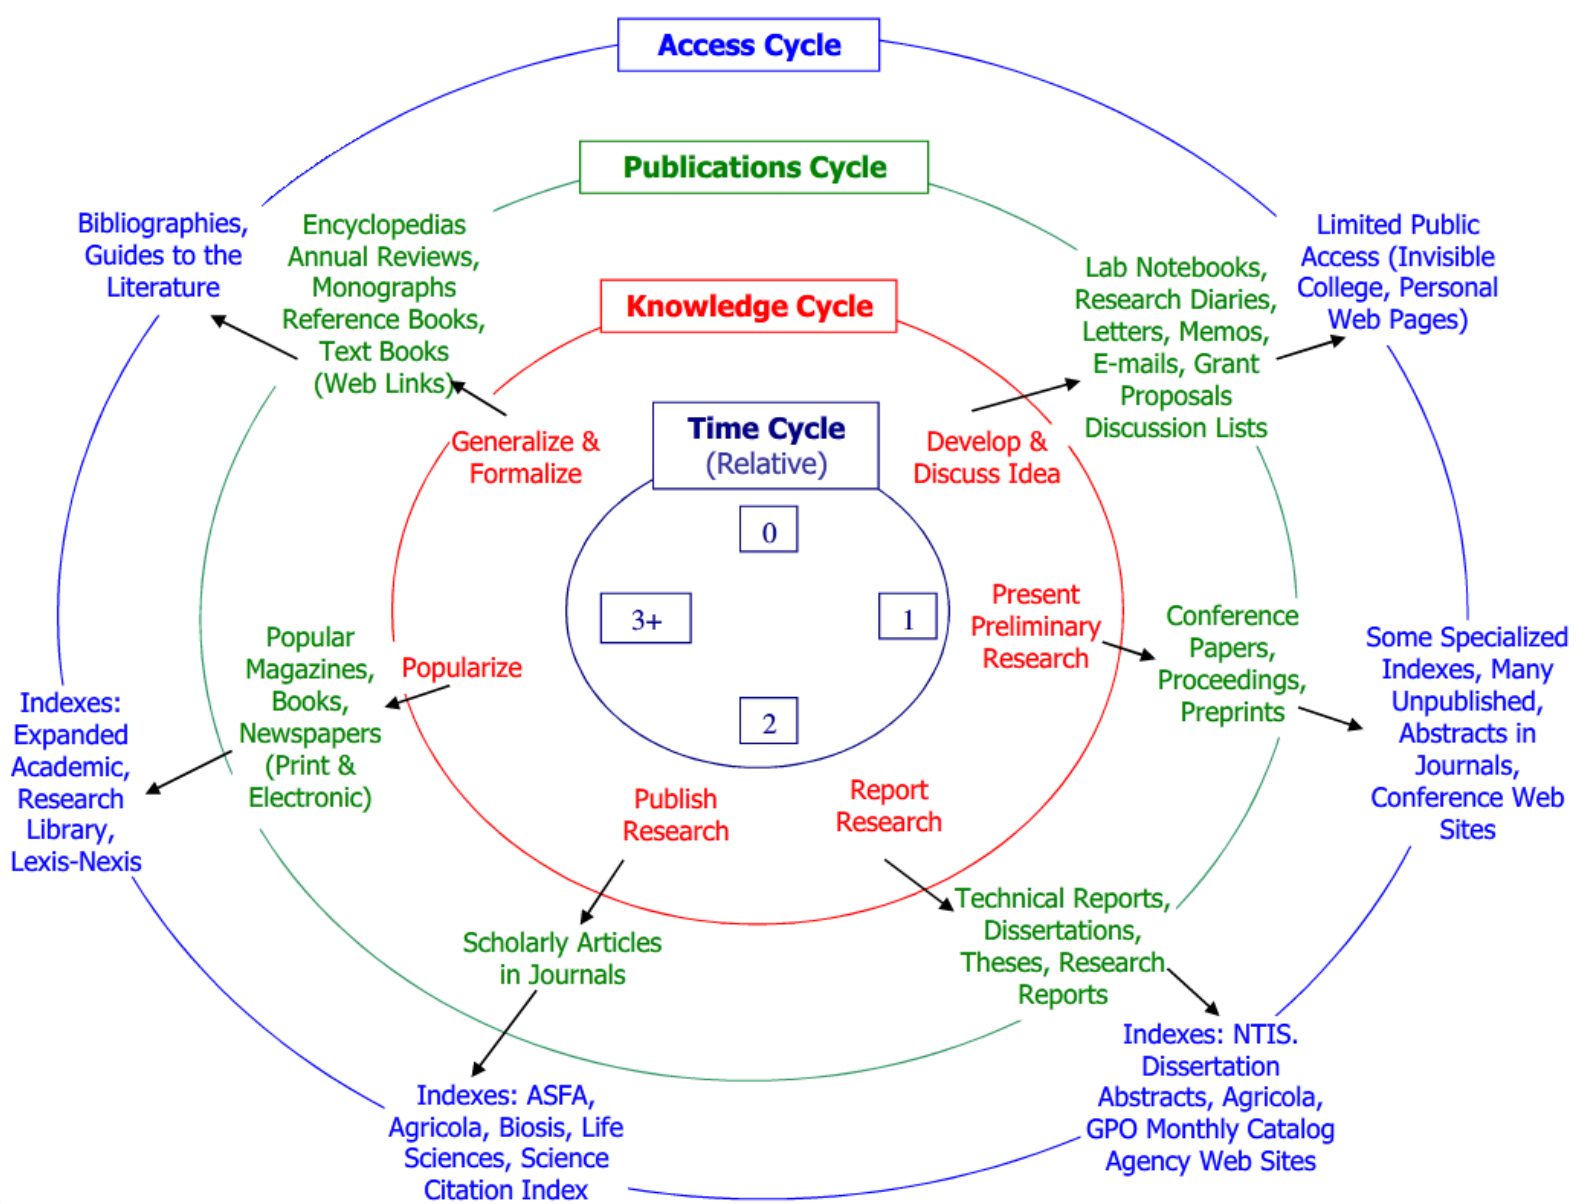 Access Cycle
Publications Cycle
Knowledge Cycle
Time Cycle
(Relative)
0
1
2
3+
Develop &
Discuss Idea
Lab Notebooks,
Research Diaries,
Letters, Memos,
E-mails, Grant
Proposals
Discussion Lists
Limited Public
Access (Invisible
College, Personal
Web Pages)
Present
Preliminary
Research
Conference
Papers,
Proceedings,
Preprints
Some Specialized
Indexes, Many
Unpublished,
Abstracts in
Journals,
Conference Web
Sites
Report
Research
Technical Reports,
Dissertations,
Theses, Research
Reports
Indexes: NTIS.
Dissertation
Abstracts, Agricola,
GPO Monthly Catalog
Agency Web Sites
Publish
Research
Scholarly Articles
in Journals
Indexes: ASFA,
Agricola, Biosis, Life
Sciences, Science
Citation Index
Popularize
Popular
Magazines,
Books,
Newspapers
(Print &
Electronic)
Indexes:
Expanded
Academic,
Research
Library,
Lexis-Nexis
Generalize &
Formalize
Encyclopedias
Annual Reviews,
Monographs
Reference Books,
Text Books
(Web Links)
Bibliographies,
Guides to the
Literature